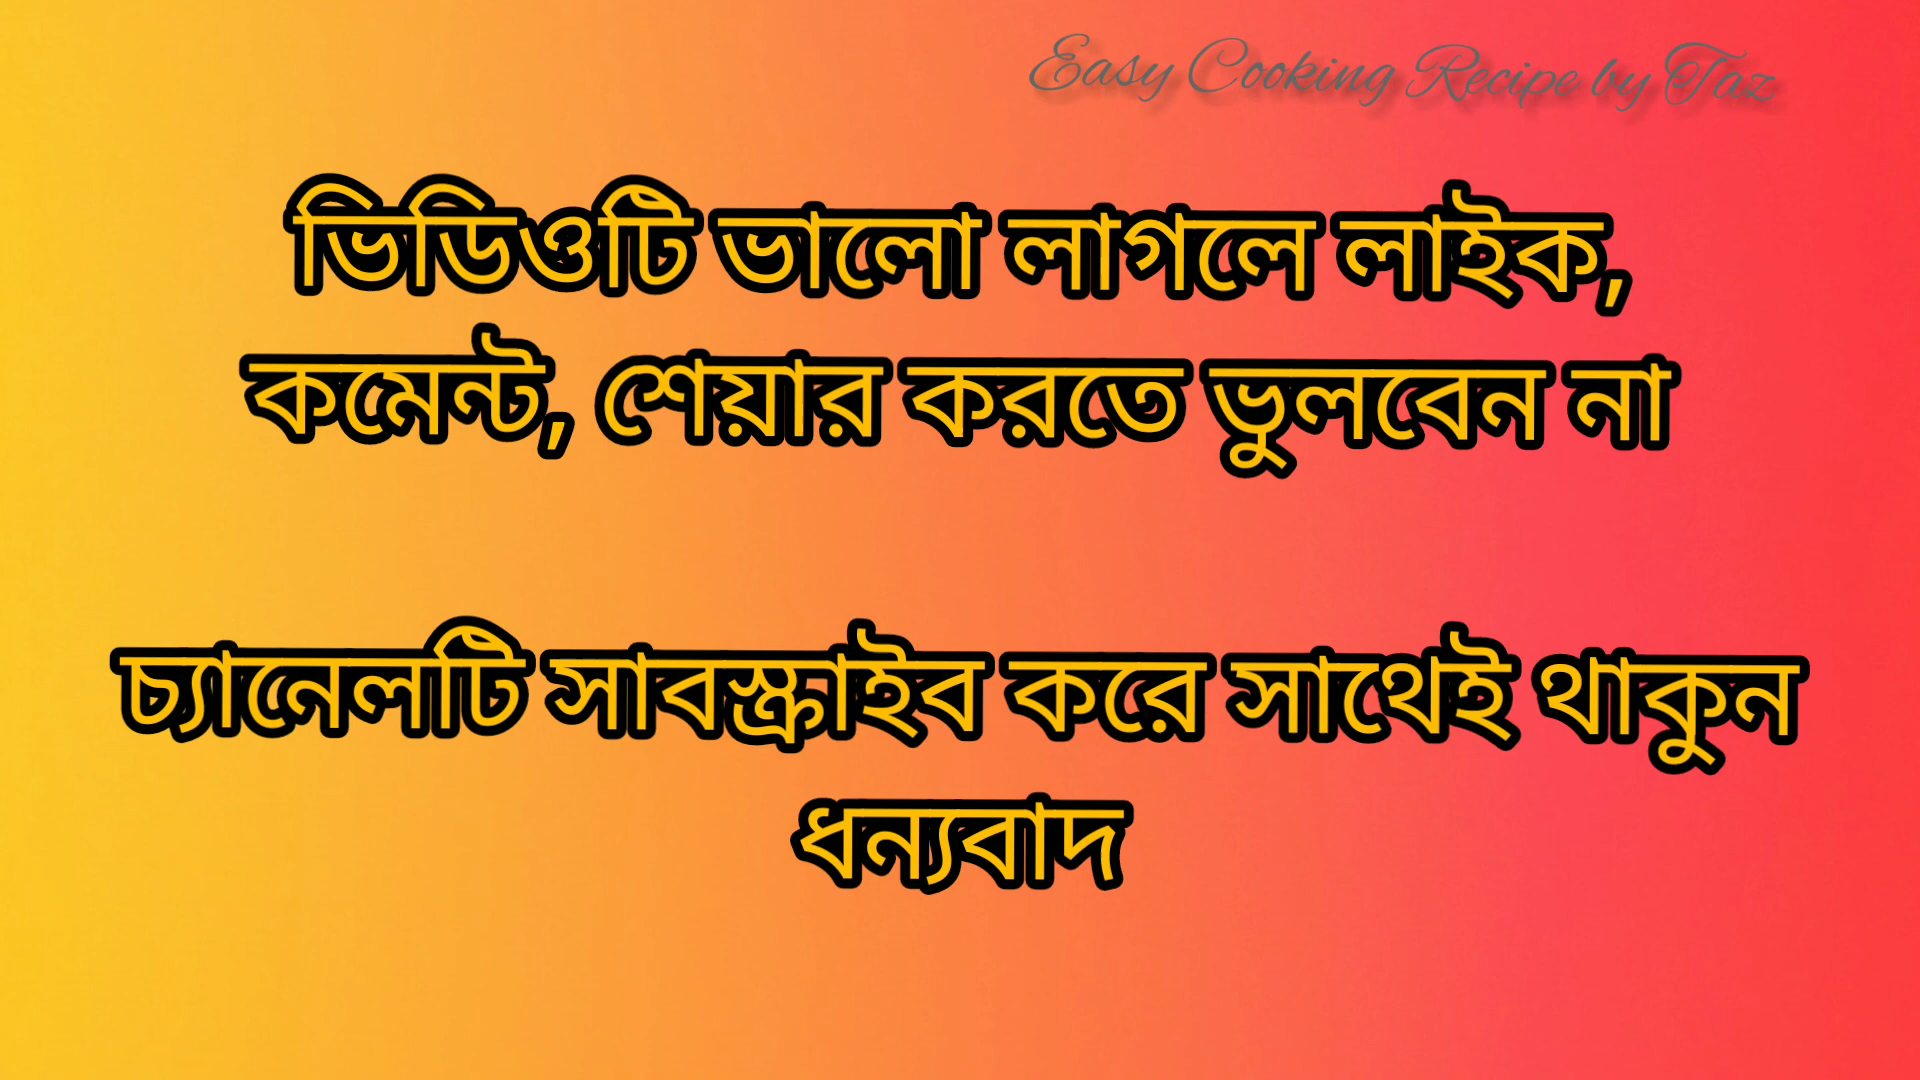 Easy Cooking Recipe by Taz
ভিডিওটি ভালো লাগলে লাইক,
কমেন্ট, শেয়ার করতে ভুলবেন না
চ্যানেলটি সাবস্ক্রাইব করে সাথেই থাকুন
ধন্যবাদ